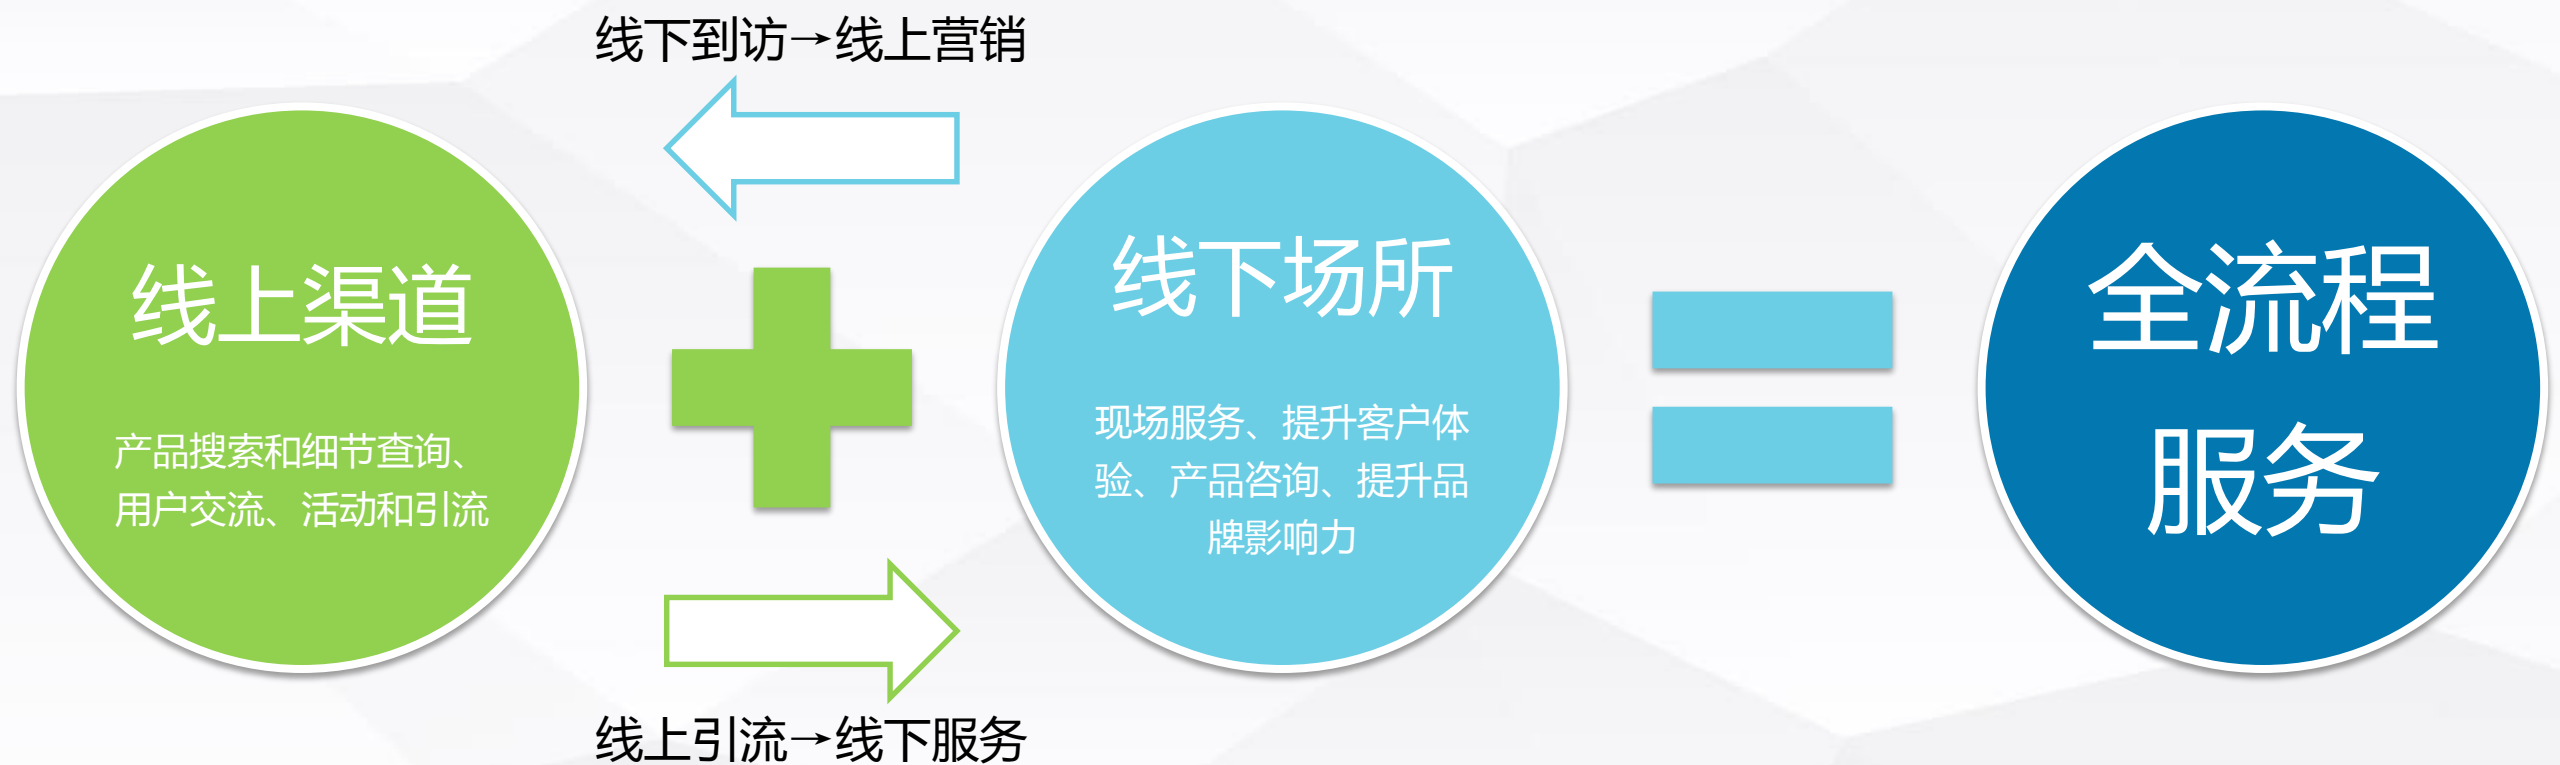 线下到访→线上营销
线上渠道
产品搜索和细节查询、
用户交流、活动和引流
线下场所
现场服务、提升客户体
验、产品咨询、提升品
牌影响力
全流程
服务
线上引流→线下服务